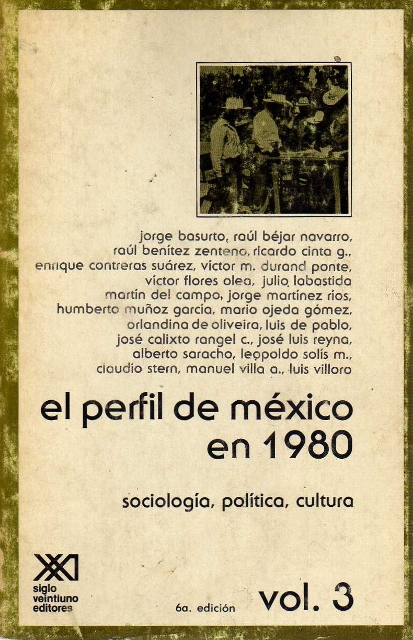 jorge basurto, raúl béjar navarro,
raúl benítez zenteno, ricardo cinta g.,
enrique contreras suárez, víctor m. durand ponte,
víctor flores olea, julio labastida
martín del campo, jorge martínez ríos,
humberto muñoz garcía, mario ojeda gómez,
orlandina de oliveira, luis de pablo,
josé calixto rangel c., josé luis reyna,
alberto saracho, leopoldo solís m.,
claudio stern, manuel villa a., luis villoro
el perfil de méxico
en 1980
sociología, política, cultura
XXI
siglo
veintiuno
editores
6a. edición
vol. 3